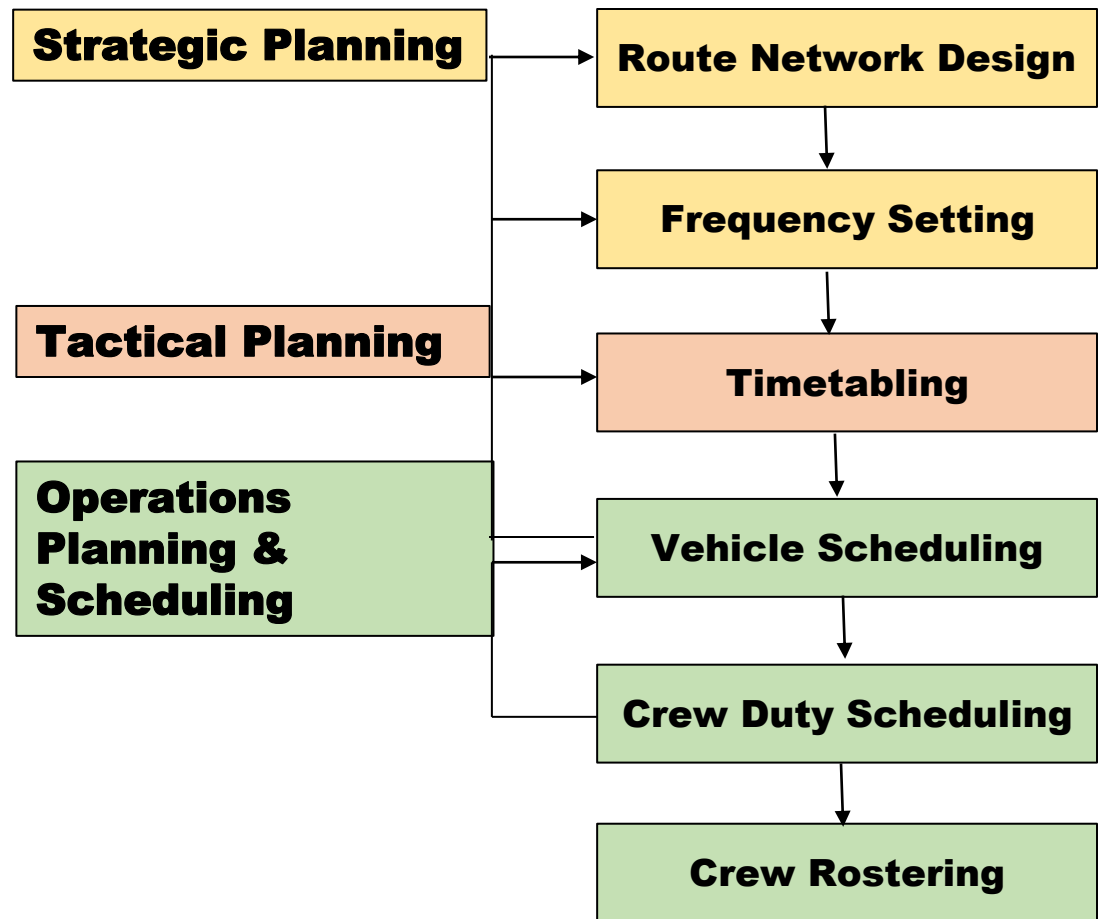 Strategic Planning
Route Network Design
Frequency Setting
Tactical Planning
Timetabling
Operations
Planning &
Scheduling
Vehicle Scheduling
Crew Duty Scheduling
Crew Rostering